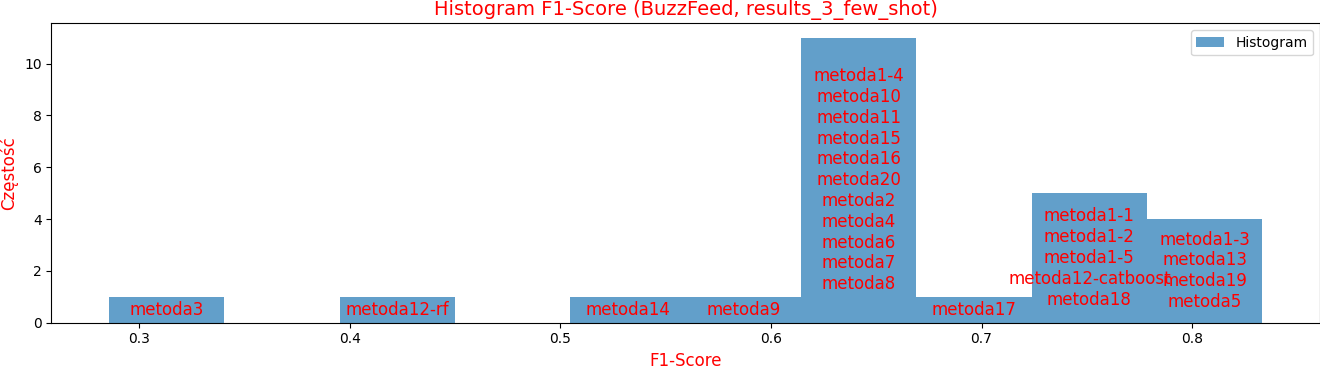 Histogram F1-Score (BuzzFeed, results_3_few_shot)
Histogram
Częstość
10
8
6
4
2
0
metoda3
metoda12-rf
metoda14
metoda9
metoda1-4
metoda10
metoda11
metoda15
metoda16
metoda20
metoda2
metoda4
metoda6
metoda7
metoda8
metoda17
metoda1-1
metoda1-2
metoda1-5
metoda12-catboost
metoda18
metoda1-3
metoda13
metoda19
metoda5
0.3 0.4 0.5 0.6 0.7 0.8
F1-Score